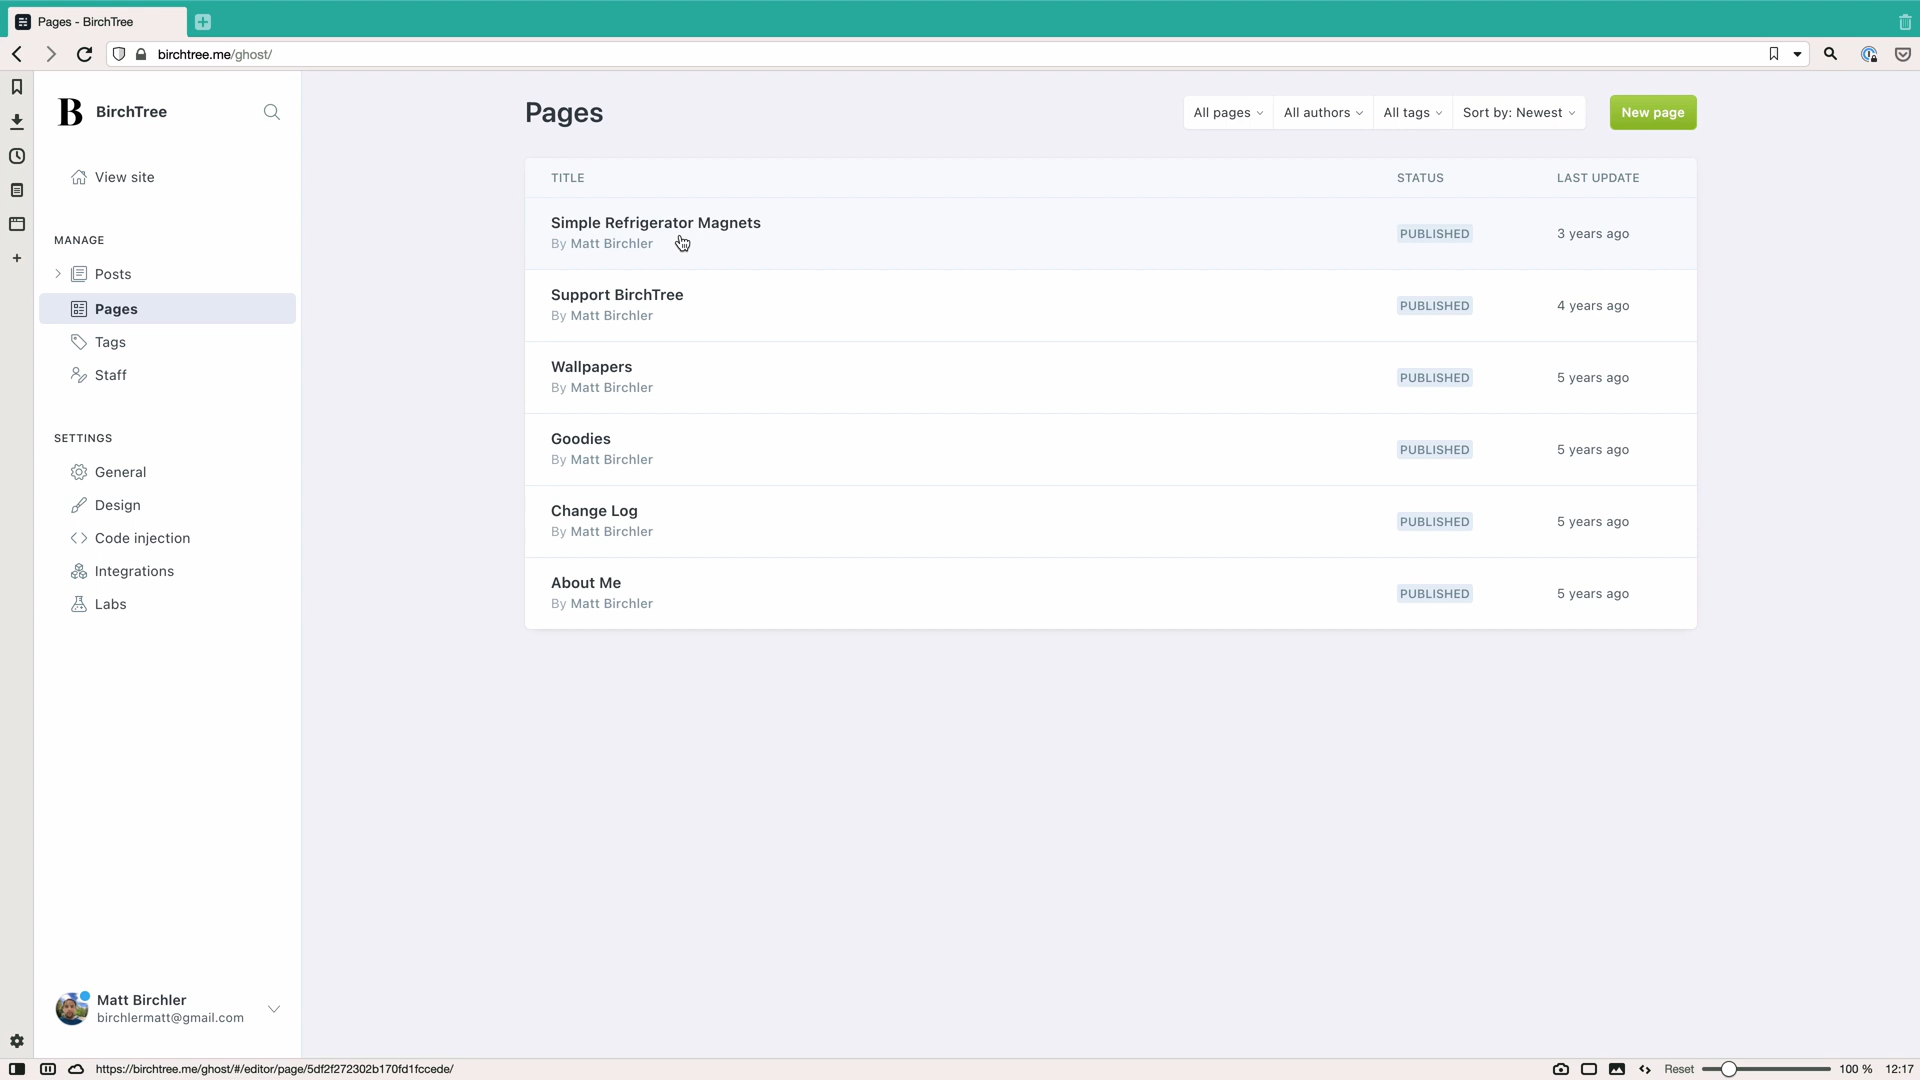 Pages - BirchTree
birchtree.me/ghost/
B BirchTree
View site
MANAGE
Posts
Pages
Tags
Staff
SETTINGS
General
Design
Code injection
Integrations
Labs
Matt Birchler
birchlermatt@gmail.com
Pages
All pages All authors All tags Sort by: Newest New page
TITLE STATUS LAST UPDATE
Simple Refrigerator Magnets
By Matt Birchler PUBLISHED 3 years ago
Support BirchTree
By Matt Birchler PUBLISHED 4 years ago
Wallpapers
By Matt Birchler PUBLISHED 5 years ago
Goodies
By Matt Birchler PUBLISHED 5 years ago
Change Log
By Matt Birchler PUBLISHED 5 years ago
About Me
By Matt Birchler PUBLISHED 5 years ago
https://birchtree.me/ghost/#/editor/page/5df2f272302b170fd1fccede/ Reset 100 % 12:17